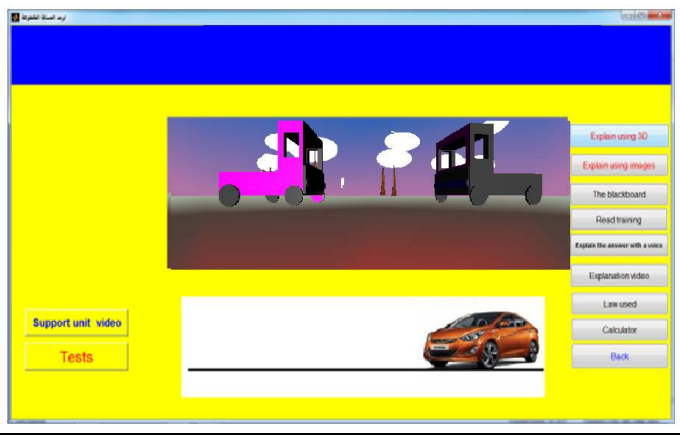 Explain using 3D
Explain using images
The blackboard
Read training
Explain the answer with a voice
Explanation video
Law used
Calculator
Back
Support unit video
Tests